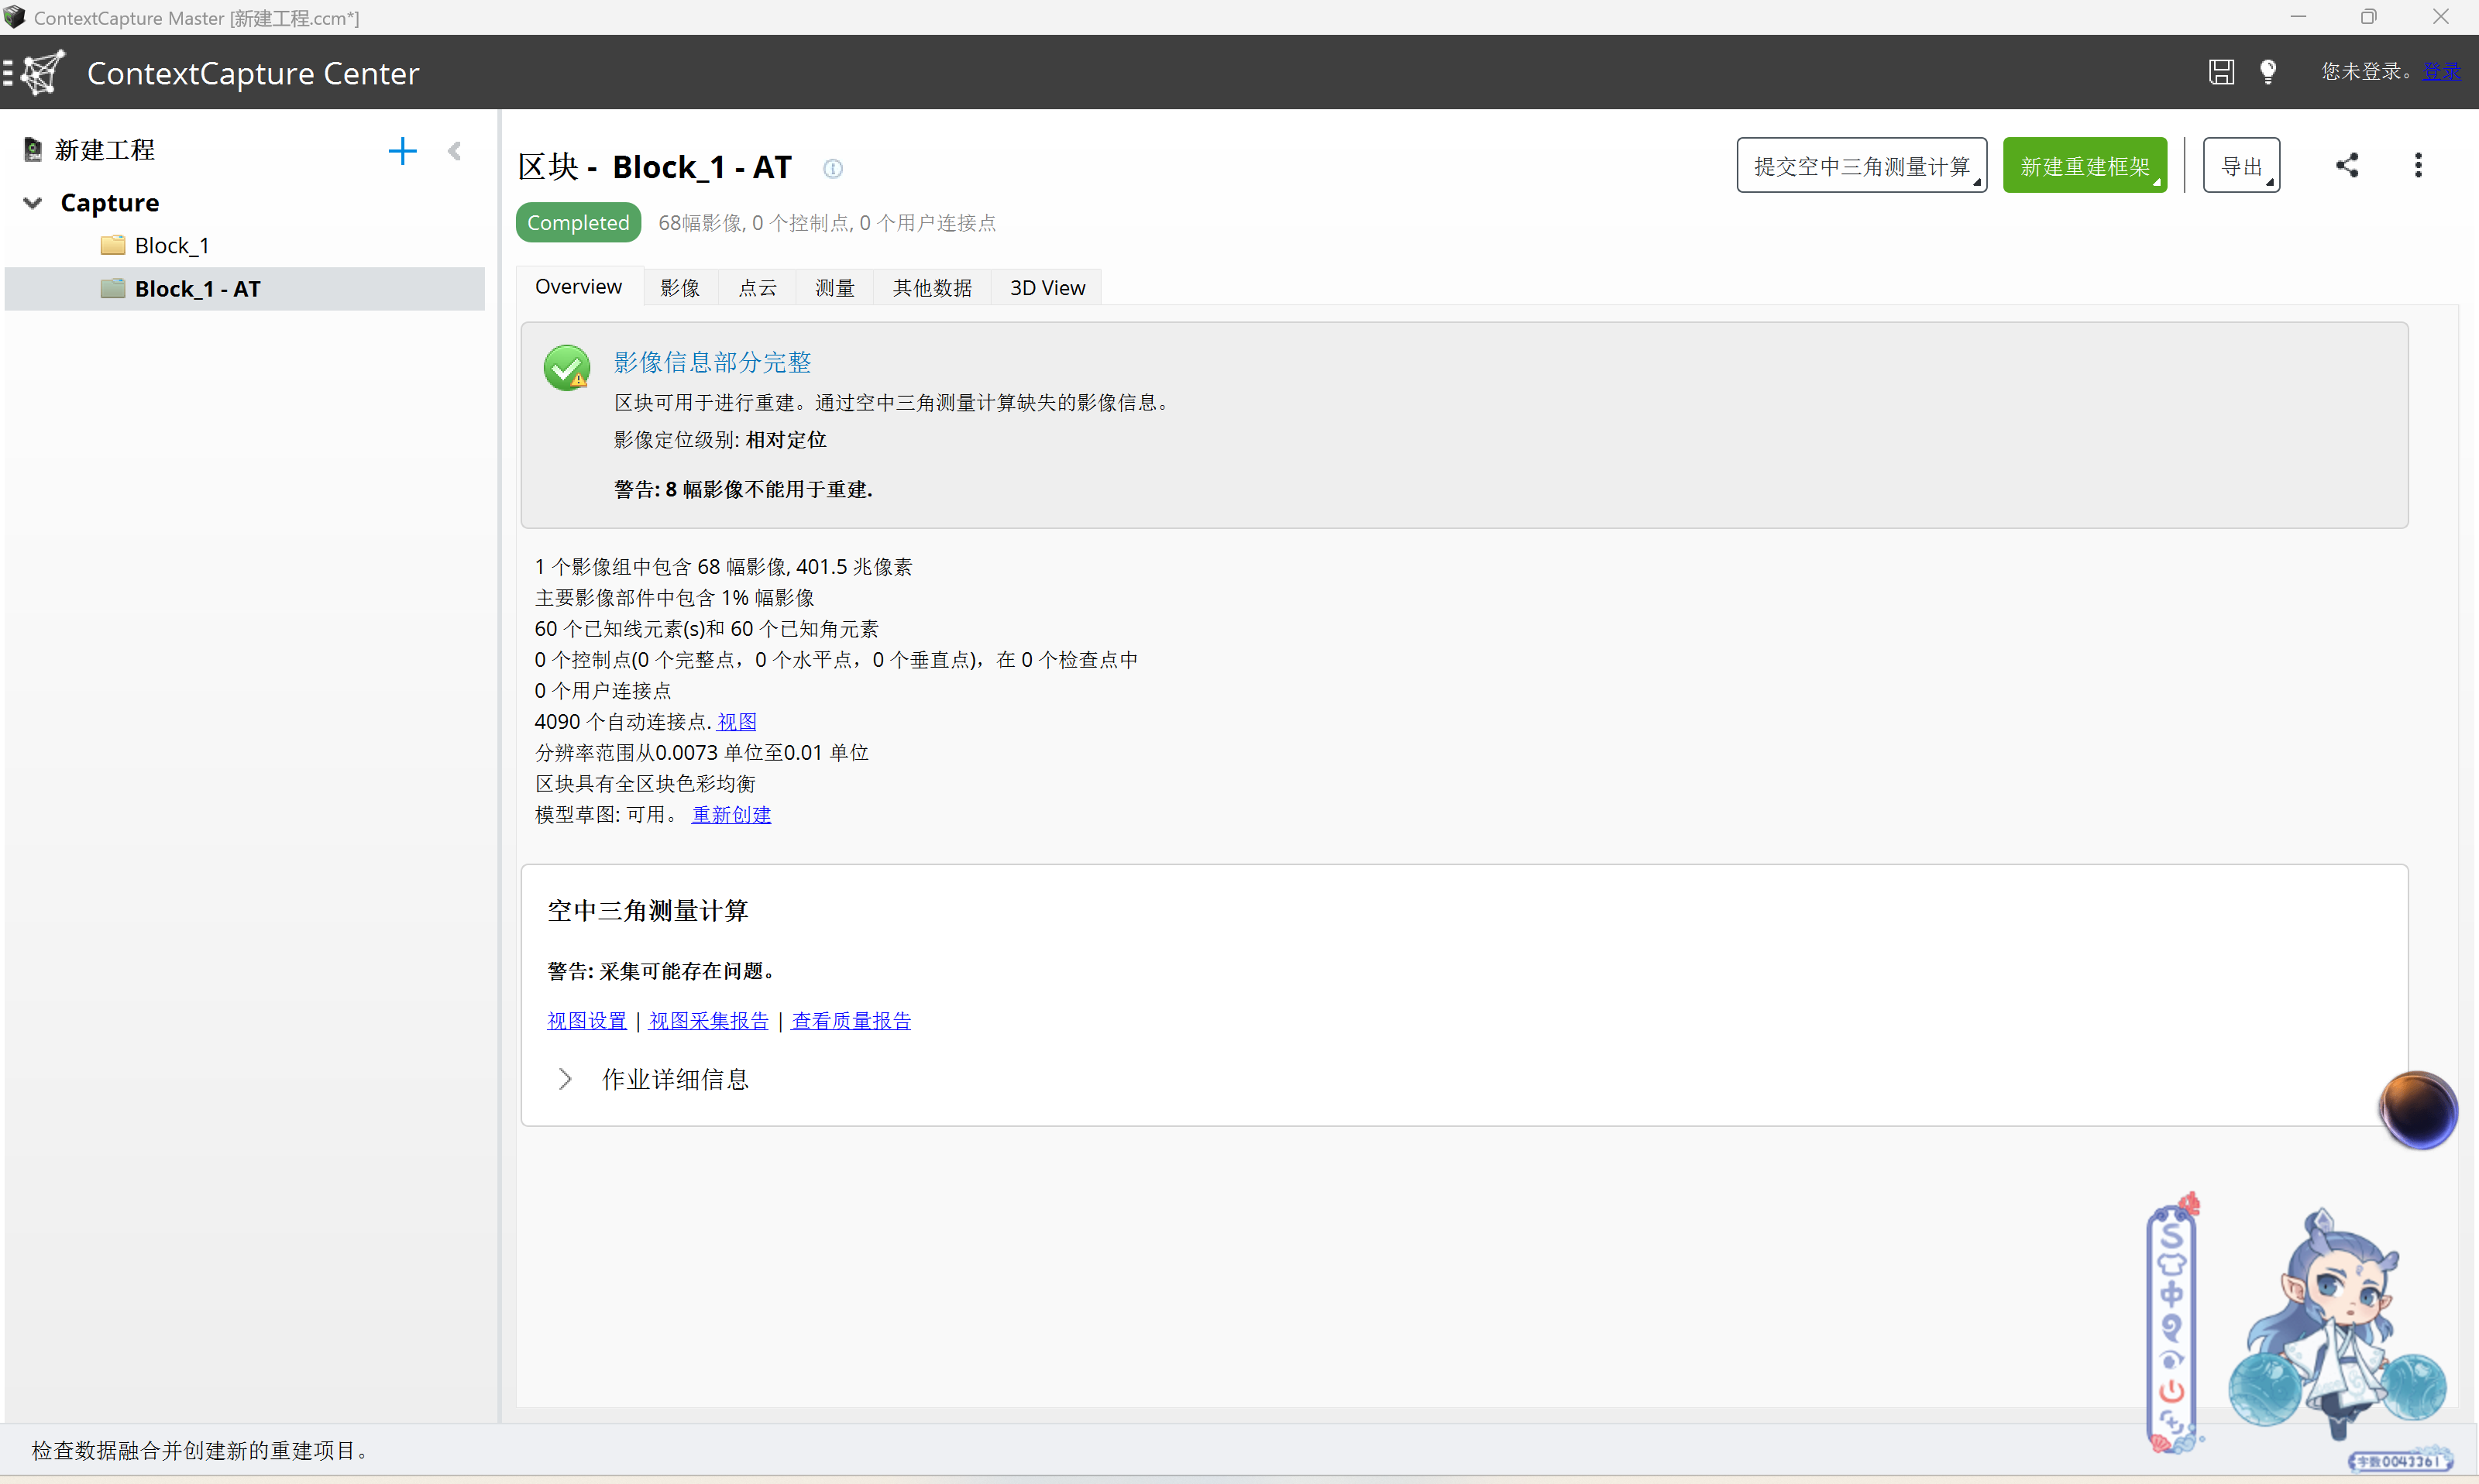 ContextCapture Master [新建工程.ccm*]
ContextCapture Center
您未登录。登录
新建工程
Capture
Block_1
Block_1 - AT
区块 - Block_1 - AT
提交空中三角测量计算
新建重建框架
导出
Completed
68幅影像, 0 个控制点, 0 个用户连接点
Overview 影像 点云 测量 其他数据 3D View
影像信息部分完整
区块可用于进行重建。通过空中三角测量计算缺失的影像信息。
影像定位级别: 相对定位
警告: 8 幅影像不能用于重建.
1 个影像组中包含 68 幅影像, 401.5 兆像素
主要影像部件中包含 1% 幅影像
60 个已知线元素(s)和 60 个已知角元素
0 个控制点(0 个完整点，0 个水平点，0 个垂直点)，在 0 个检查点中
0 个用户连接点
4090 个自动连接点. 视图
分辨率范围从0.0073 单位至0.01 单位
区块具有全区块色彩均衡
模型草图: 可用。 重新创建
空中三角测量计算
警告: 采集可能存在问题。
视图设置 | 视图采集报告 | 查看质量报告
作业详细信息
S
中
字数0043361
检查数据融合并创建新的重建项目。